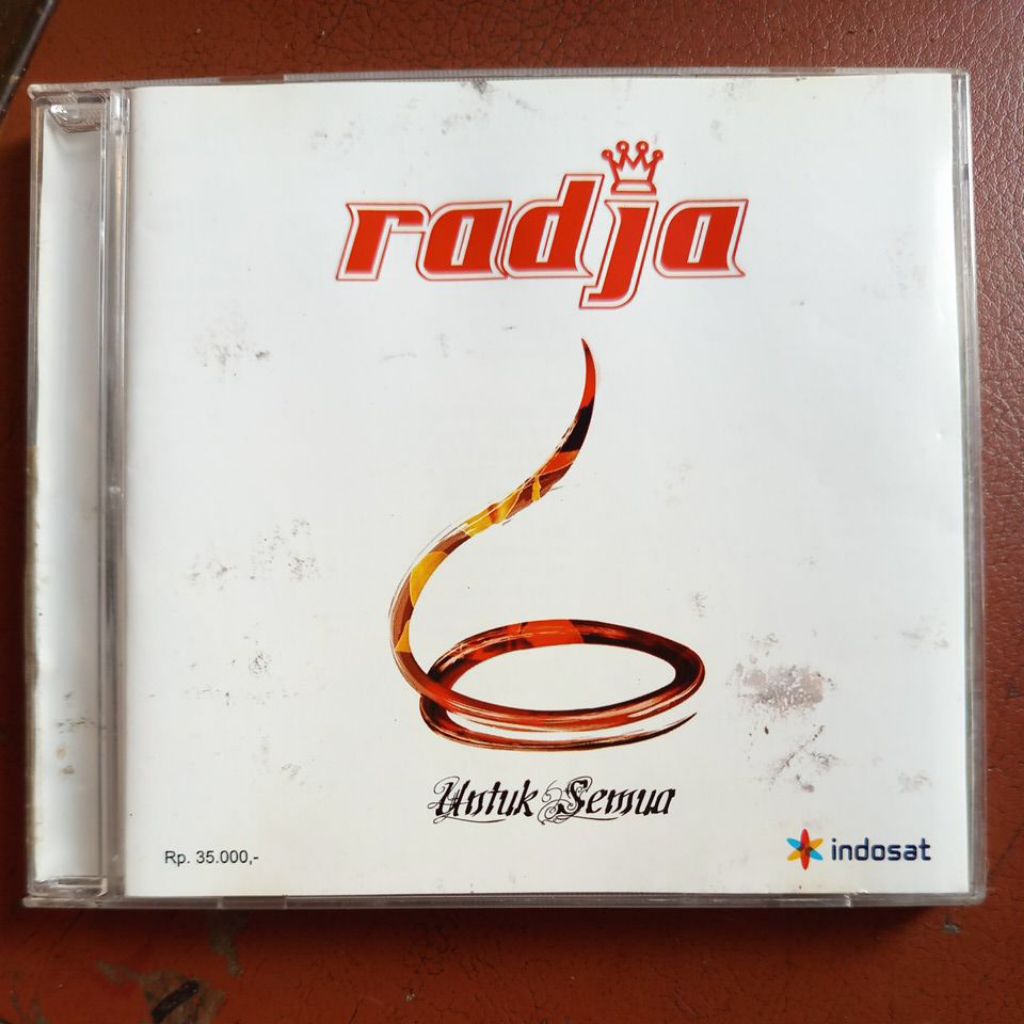 radja
Untuk Semua
Rp. 35.000,-
indosat